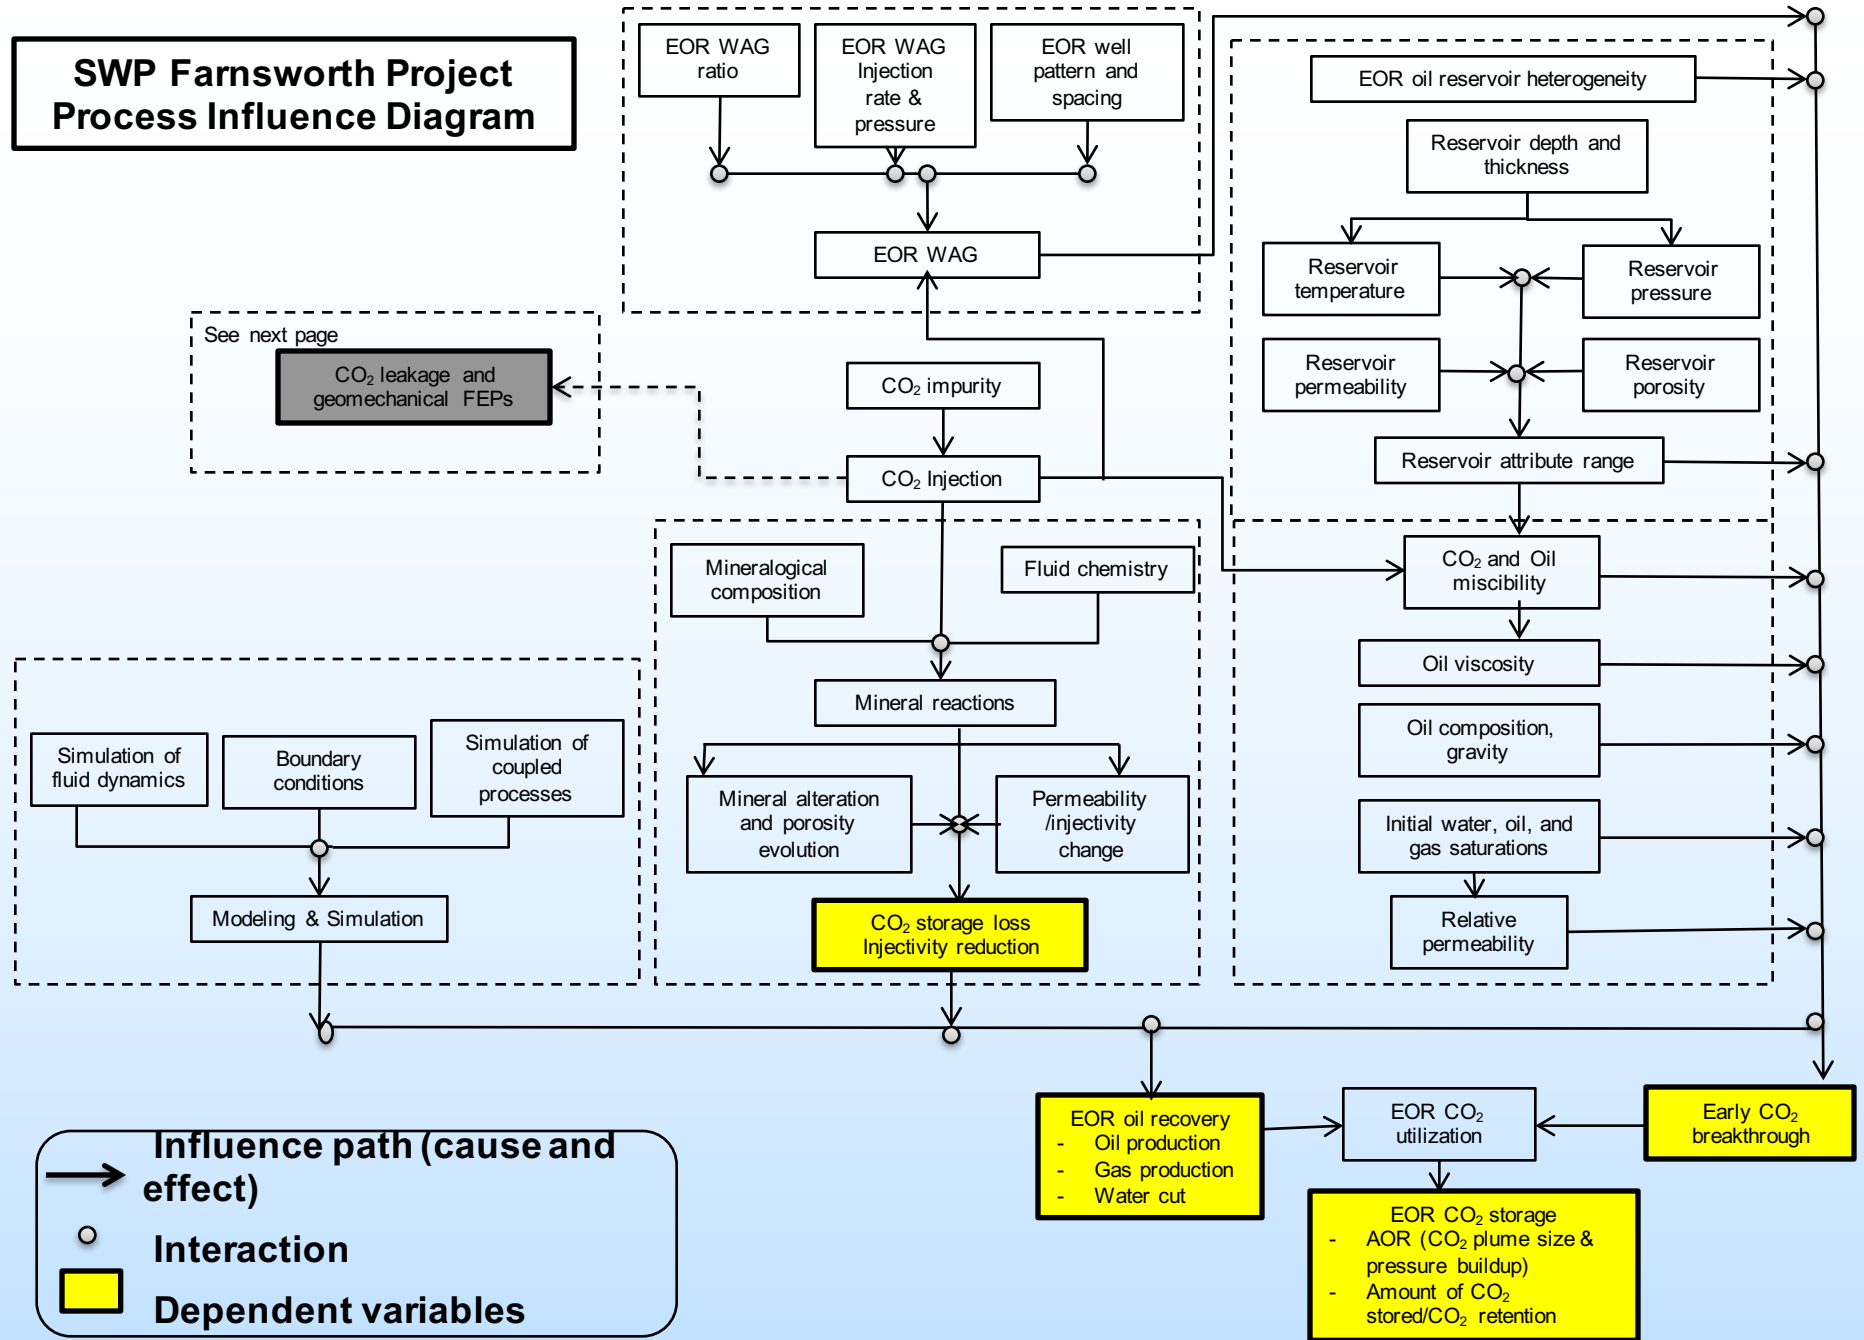 SWP Farnsworth Project
Process Influence Diagram
EOR WAG
ratio
EOR WAG
Injection
rate &
pressure
EOR well
pattern and
spacing
EOR WAG
EOR oil reservoir heterogeneity
Reservoir depth and
thickness
Reservoir
temperature
Reservoir
pressure
Reservoir
permeability
Reservoir
porosity
Reservoir attribute range
See next page
CO₂ leakage and
geomechanical FEPs
CO₂ impurity
CO₂ Injection
Mineralogical
composition
Fluid chemistry
Mineral reactions
Mineral alteration
and porosity
evolution
Permeability
/injectivity
change
CO₂ storage loss
Injectivity reduction
CO₂ and Oil
miscibility
Oil viscosity
Oil composition,
gravity
Initial water, oil, and
gas saturations
Relative
permeability
Simulation of
fluid dynamics
Boundary
conditions
Simulation of
coupled
processes
Modeling & Simulation
EOR oil recovery
- Oil production
- Gas production
- Water cut
EOR CO₂
utilization
Early CO₂
breakthrough
EOR CO₂ storage
- AOR (CO₂ plume size &
pressure buildup)
- Amount of CO₂
stored/CO₂ retention
Influence path (cause and
effect)
Interaction
Dependent variables